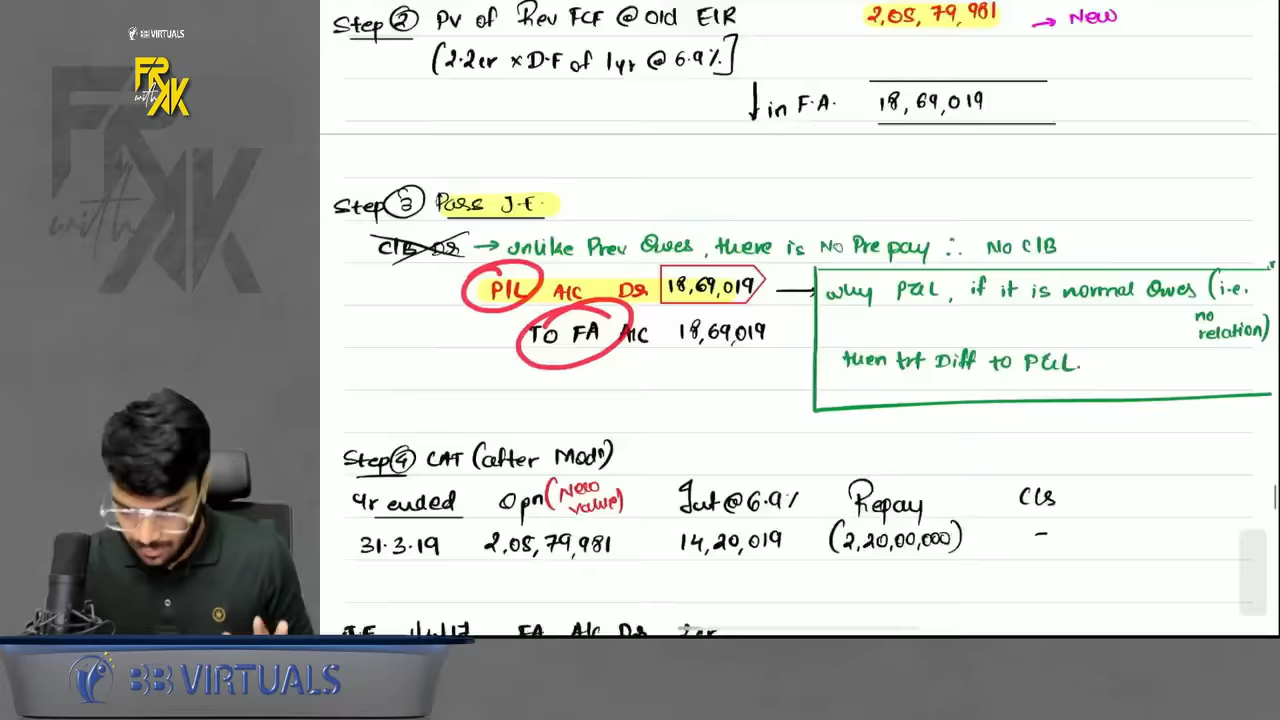 Step ② PV of Rev FCF @ Old EIR 2,05,79,981 → New
(2.2cr × D.F of 1yr @ 6.9%]
BB VIRTUALS
FR
with
KK
↓ in F.A. 18,69,019
Step ③ Pass J.E.
CIB Dr → Unlike Prev Ques, there is No Prepay ∴ No CIB
P/L A/C Dr 18,69,019 → why P&L, if it is normal Ques (i.e. no relation)
TO FA A/C 18,69,019
then trf Diff to P&L.
Step ④ CAT (after Modn)
Yr ended Opn (New value) Int @ 6.9% Repay Cls
31.3.19 2,05,79,981 14,20,019 (2,20,00,000) –
FA A/C Dr
BB VIRTUALS